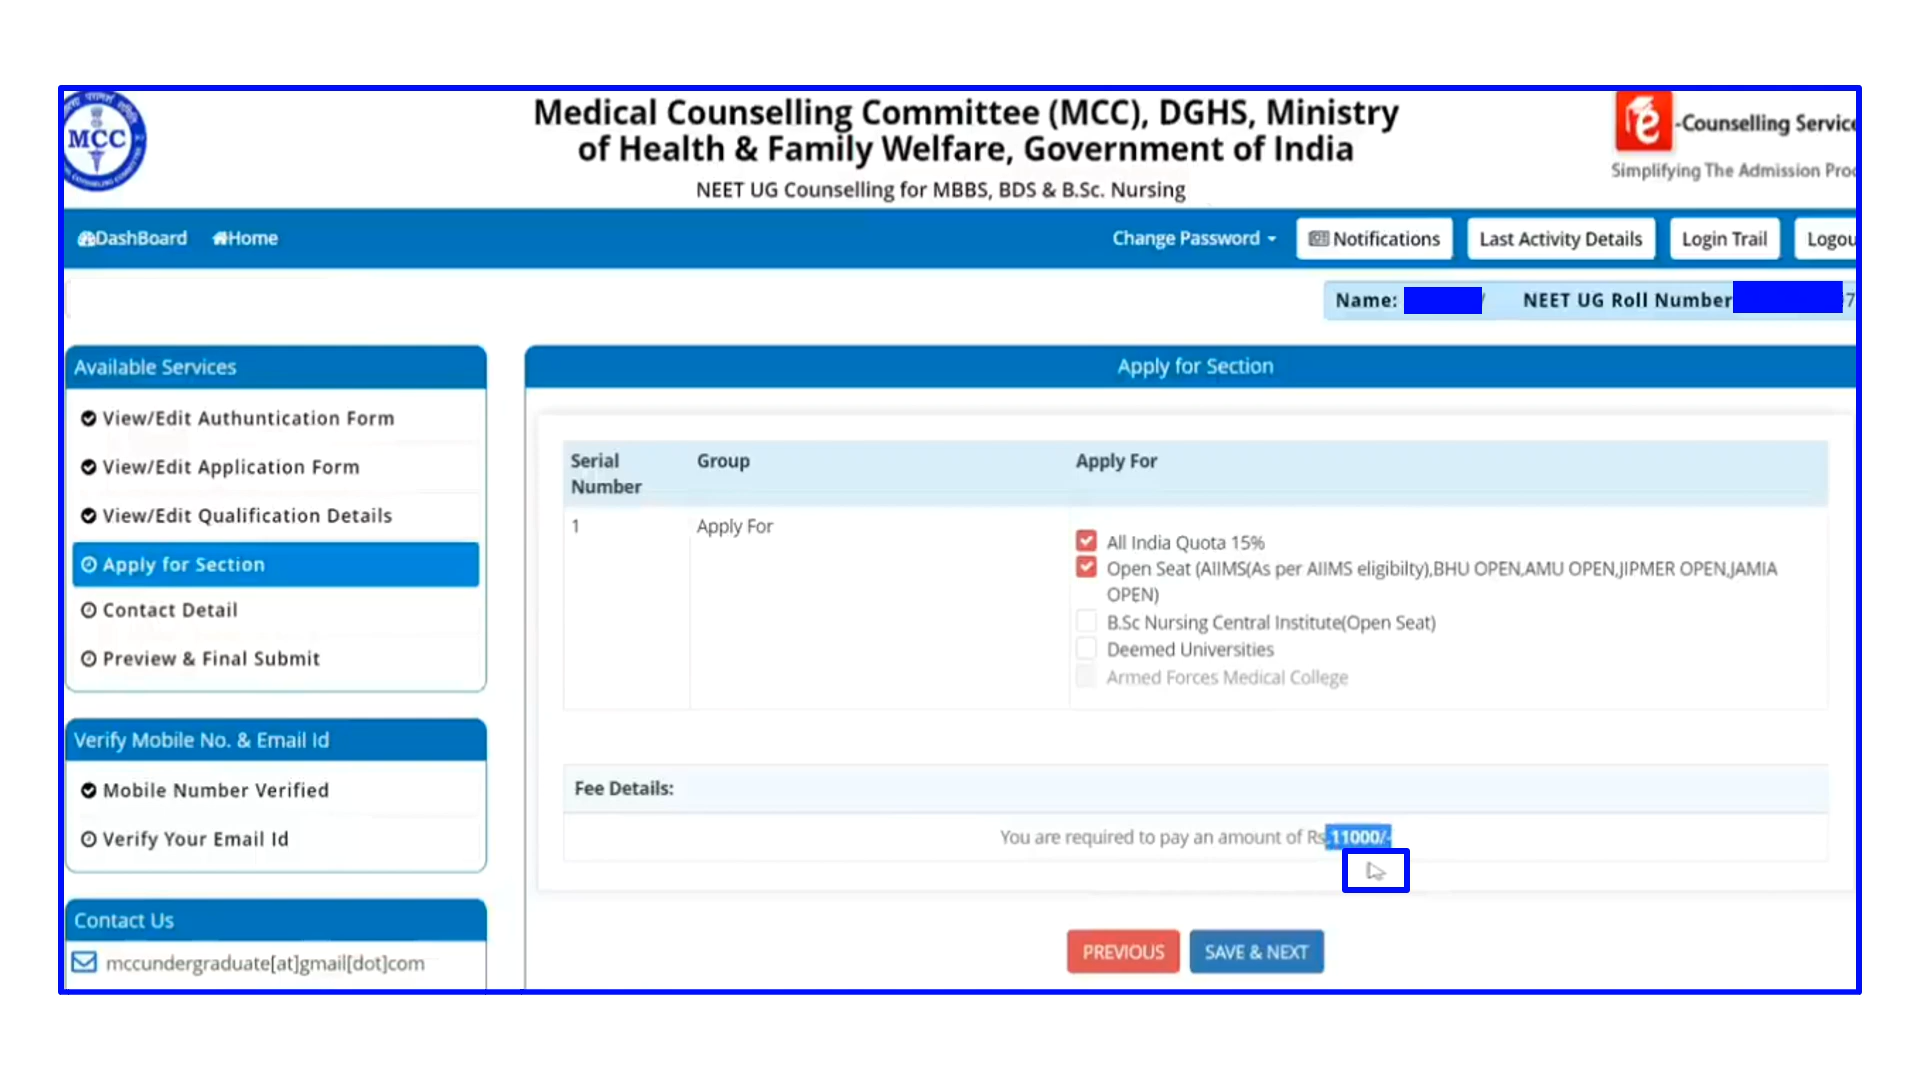 MCC
Medical Counselling Committee (MCC), DGHS, Ministry
of Health & Family Welfare, Government of India
NEET UG Counselling for MBBS, BDS & B.Sc. Nursing
e-Counselling Service
Simplifying The Admission Proc
DashBoard Home Change Password Notifications Last Activity Details Login Trail Logou
Name: NEET UG Roll Number 7
Available Services
View/Edit Authuntication Form
View/Edit Application Form
View/Edit Qualification Details
Apply for Section
Contact Detail
Preview & Final Submit
Verify Mobile No. & Email Id
Mobile Number Verified
Verify Your Email Id
Contact Us
mccundergraduate[at]gmail[dot]com
Apply for Section
Serial Number Group Apply For
1 Apply For
All India Quota 15%
Open Seat (AIIMS(As per AIIMS eligibilty),BHU OPEN,AMU OPEN,JIPMER OPEN,JAMIA
OPEN)
B.Sc Nursing Central Institute(Open Seat)
Deemed Universities
Armed Forces Medical College
Fee Details:
You are required to pay an amount of Rs.11000/-
PREVIOUS SAVE & NEXT